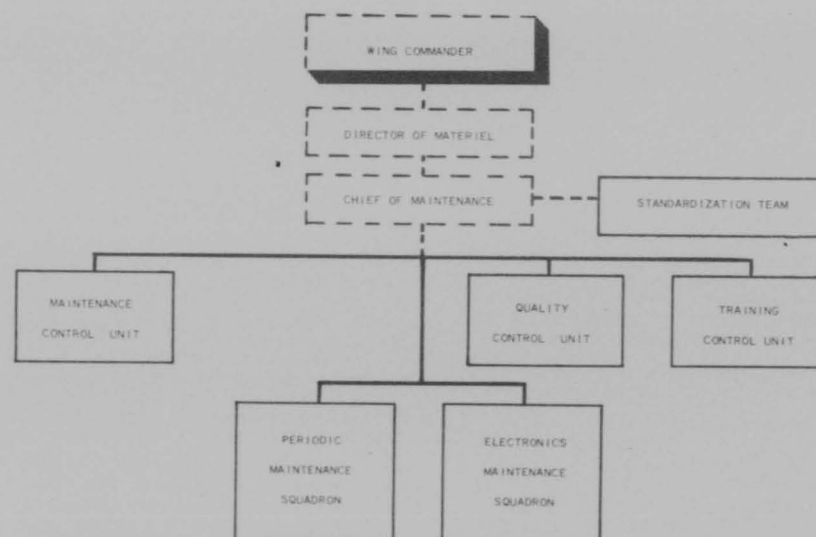 WING COMMANDER
DIRECTOR OF MATERIEL
CHIEF OF MAINTENANCE
STANDARDIZATION TEAM
MAINTENANCE
CONTROL UNIT
QUALITY
CONTROL UNIT
TRAINING
CONTROL UNIT
PERIODIC
MAINTENANCE
SQUADRON
ELECTRONICS
MAINTENANCE
SQUADRON